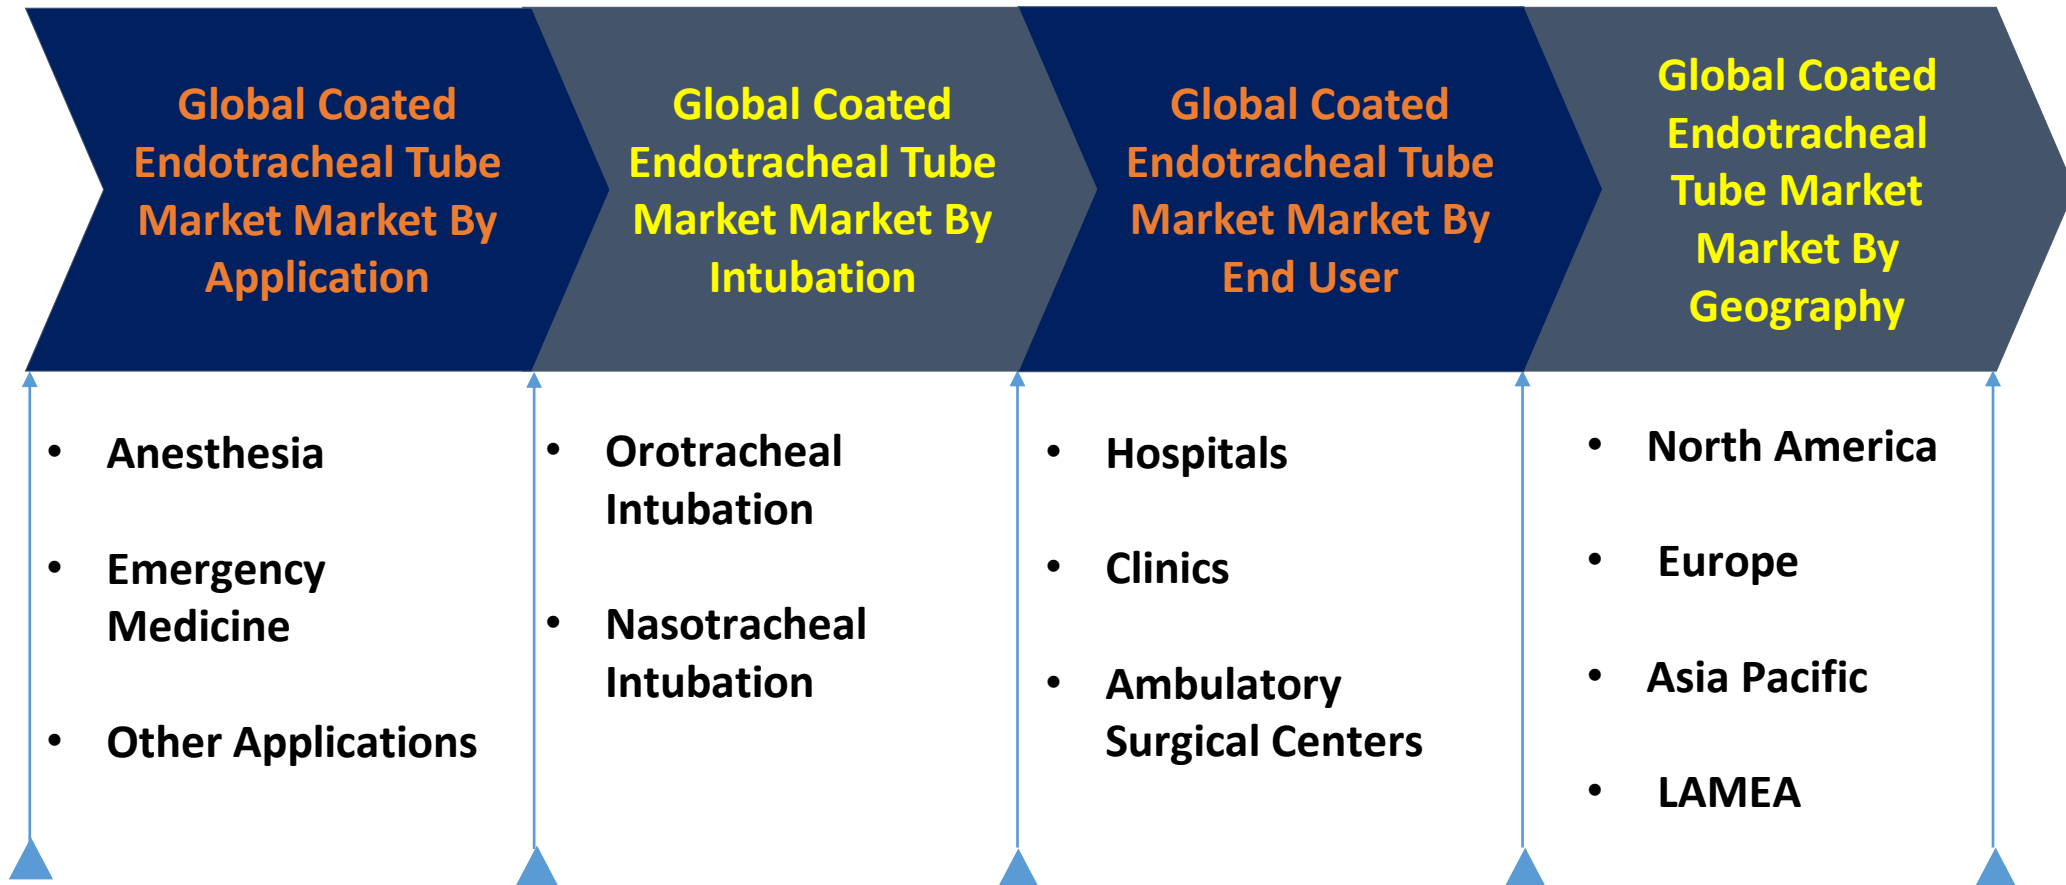 Global Coated
Endotracheal Tube
Market Market By
Application
Global Coated
Endotracheal Tube
Market Market By
Intubation
Global Coated
Endotracheal Tube
Market Market By
End User
Global Coated
Endotracheal
Tube Market
Market By
Geography
• Anesthesia
• Emergency
Medicine
• Other Applications
• Orotracheal
Intubation
• Nasotracheal
Intubation
• Hospitals
• Clinics
• Ambulatory
Surgical Centers
• North America
• Europe
• Asia Pacific
• LAMEA